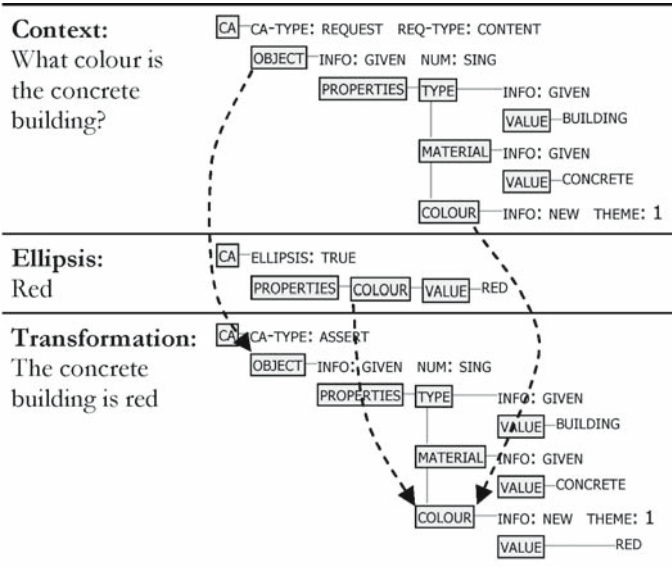 Context:
What colour is
the concrete
building?
CA CA-TYPE: REQUEST REQ-TYPE: CONTENT
OBJECT INFO: GIVEN NUM: SING
PROPERTIES TYPE INFO: GIVEN
VALUE BUILDING
MATERIAL INFO: GIVEN
VALUE CONCRETE
COLOUR INFO: NEW THEME: 1
Ellipsis:
Red
CA ELLIPSIS: TRUE
PROPERTIES COLOUR VALUE RED
Transformation:
The concrete
building is red
CA CA-TYPE: ASSERT
OBJECT INFO: GIVEN NUM: SING
PROPERTIES TYPE INFO: GIVEN
VALUE BUILDING
MATERIAL INFO: GIVEN
VALUE CONCRETE
COLOUR INFO: NEW THEME: 1
VALUE RED